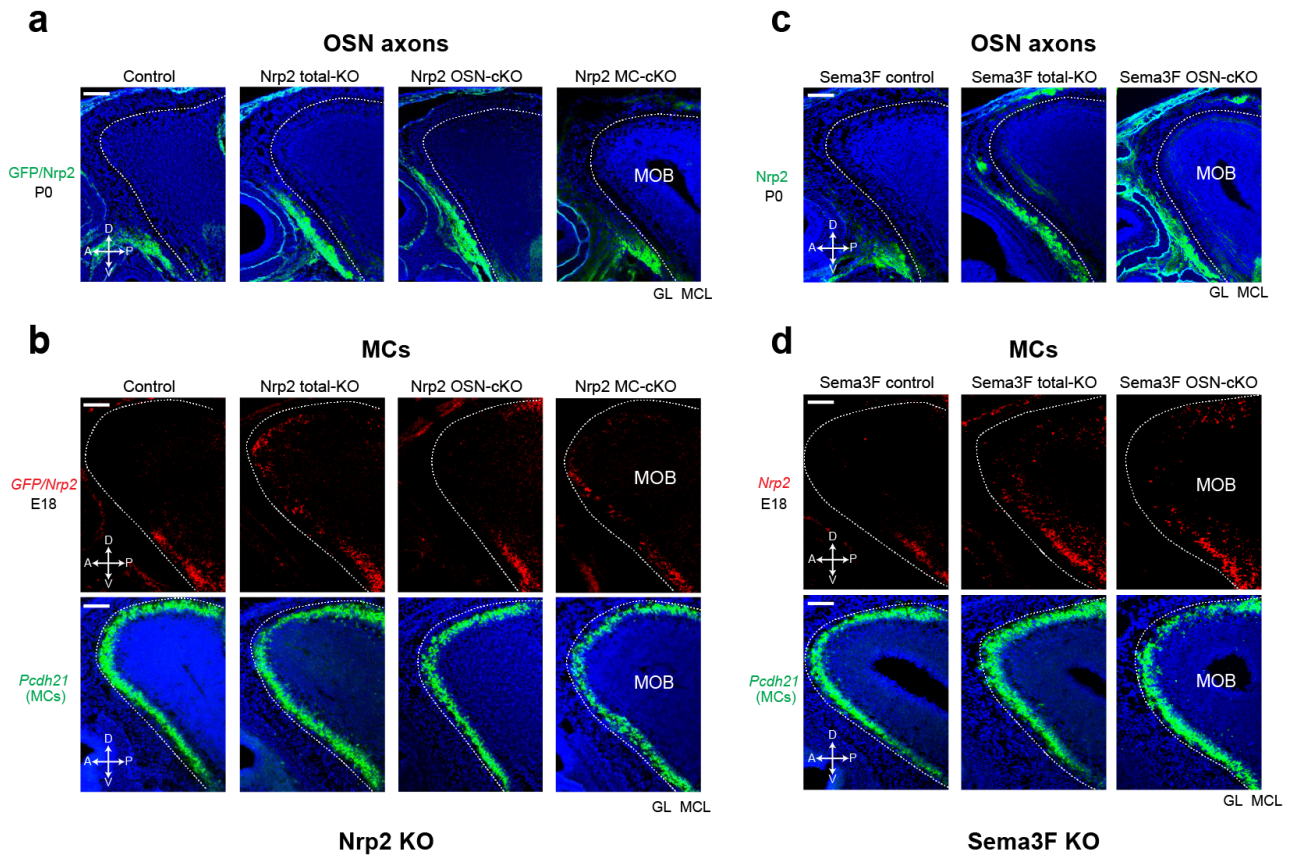 a
OSN axons
Control
Nrp2 total-KO
Nrp2 OSN-cKO
Nrp2 MC-cKO
GFP/Nrp2
P0
D
A
P
V
MOB
GL MCL
b
MCs
Control
Nrp2 total-KO
Nrp2 OSN-cKO
Nrp2 MC-cKO
GFP/Nrp2
E18
D
A
P
V
MOB
Pcdh21
(MCs)
D
A
P
V
MOB
GL MCL
Nrp2 KO
c
OSN axons
Sema3F control
Sema3F total-KO
Sema3F OSN-cKO
Nrp2
P0
D
A
P
V
MOB
GL MCL
d
MCs
Sema3F control
Sema3F total-KO
Sema3F OSN-cKO
Nrp2
E18
D
A
P
V
MOB
Pcdh21
(MCs)
D
A
P
V
MOB
GL MCL
Sema3F KO